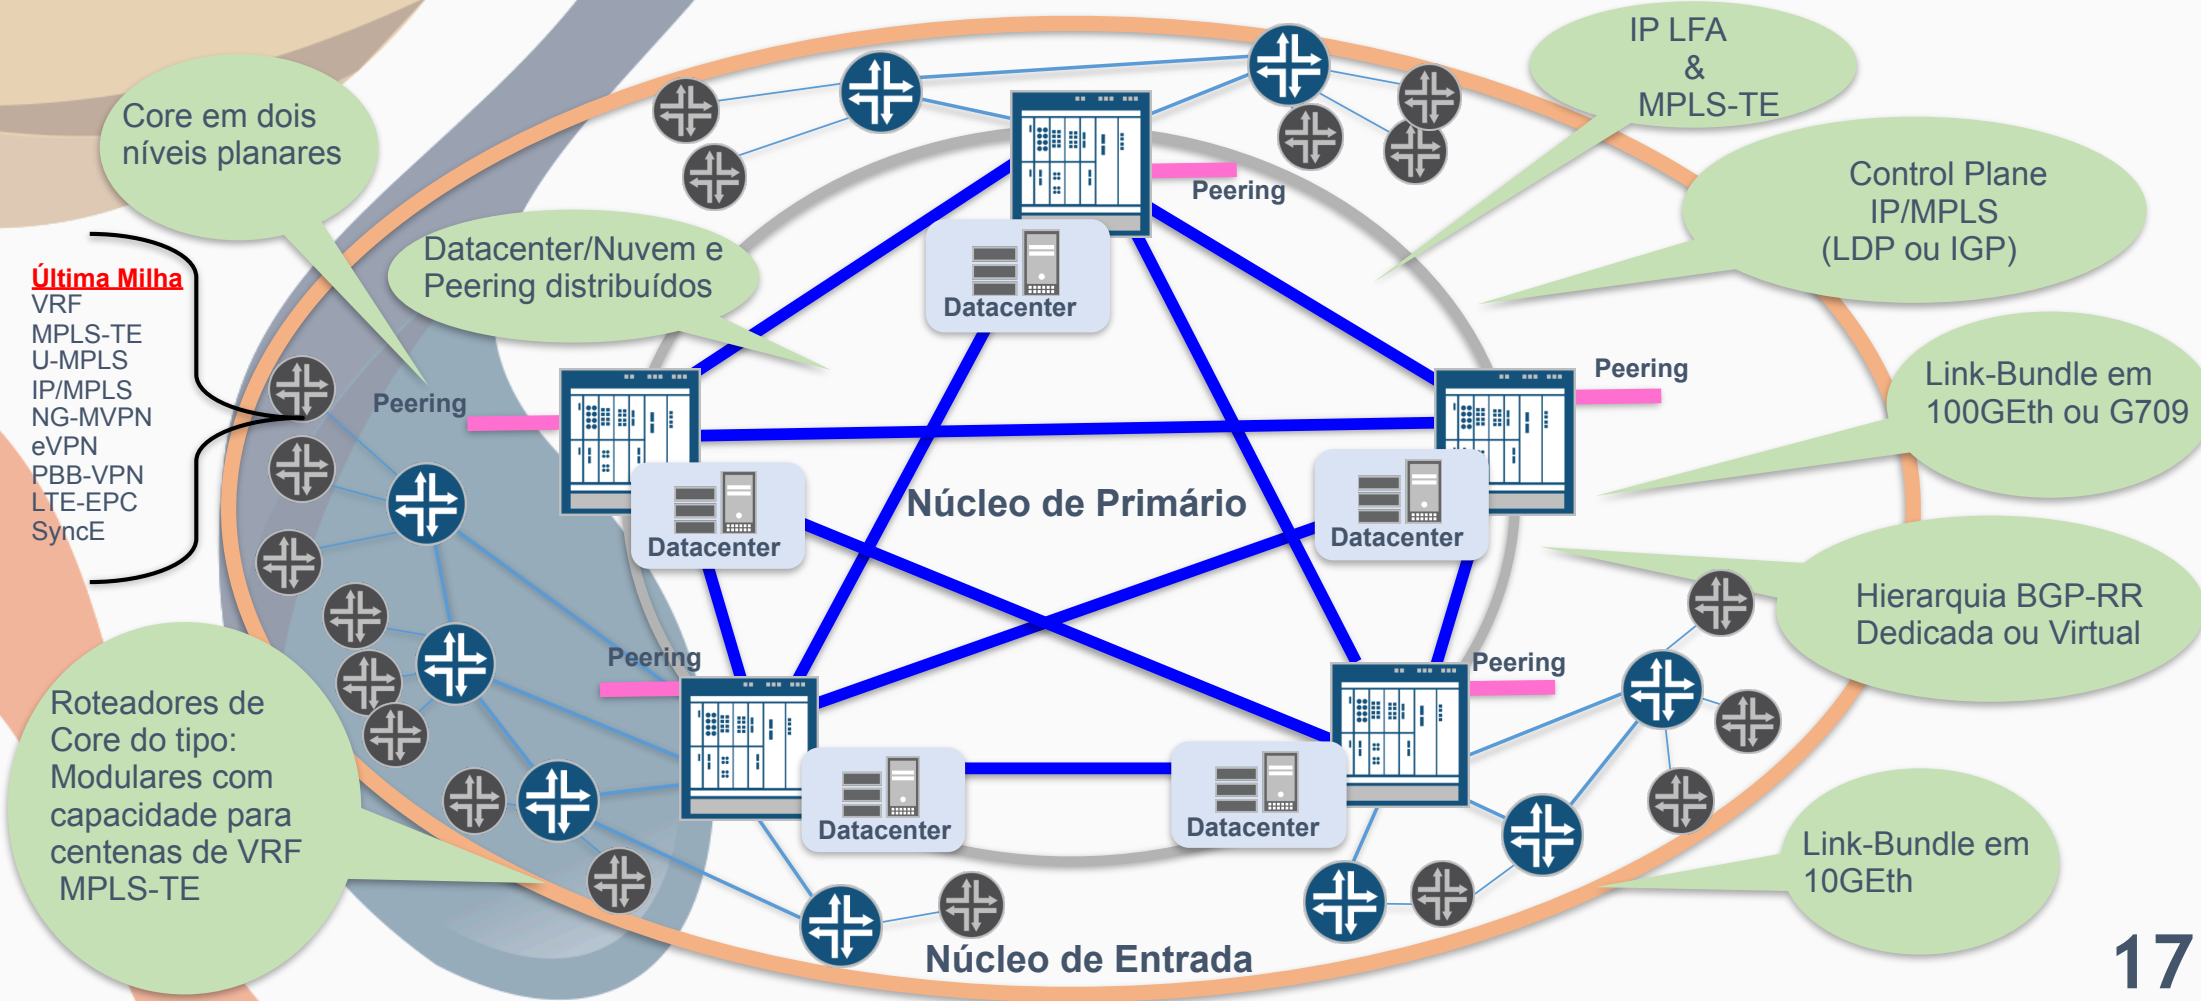 Core em dois
níveis planares
IP LFA
&
MPLS-TE
Control Plane
IP/MPLS
(LDP ou IGP)
Peering
Datacenter/Nuvem e
Peering distribuídos
Datacenter
Última Milha
VRF
MPLS-TE
U-MPLS
IP/MPLS
NG-MVPN
eVPN
PBB-VPN
LTE-EPC
SyncE
Peering
Peering
Link-Bundle em
100GEth ou G709
Núcleo de Primário
Datacenter
Datacenter
Hierarquia BGP-RR
Dedicada ou Virtual
Peering
Peering
Roteadores de
Core do tipo:
Modulares com
capacidade para
centenas de VRF
MPLS-TE
Datacenter
Datacenter
Link-Bundle em
10GEth
Núcleo de Entrada
17